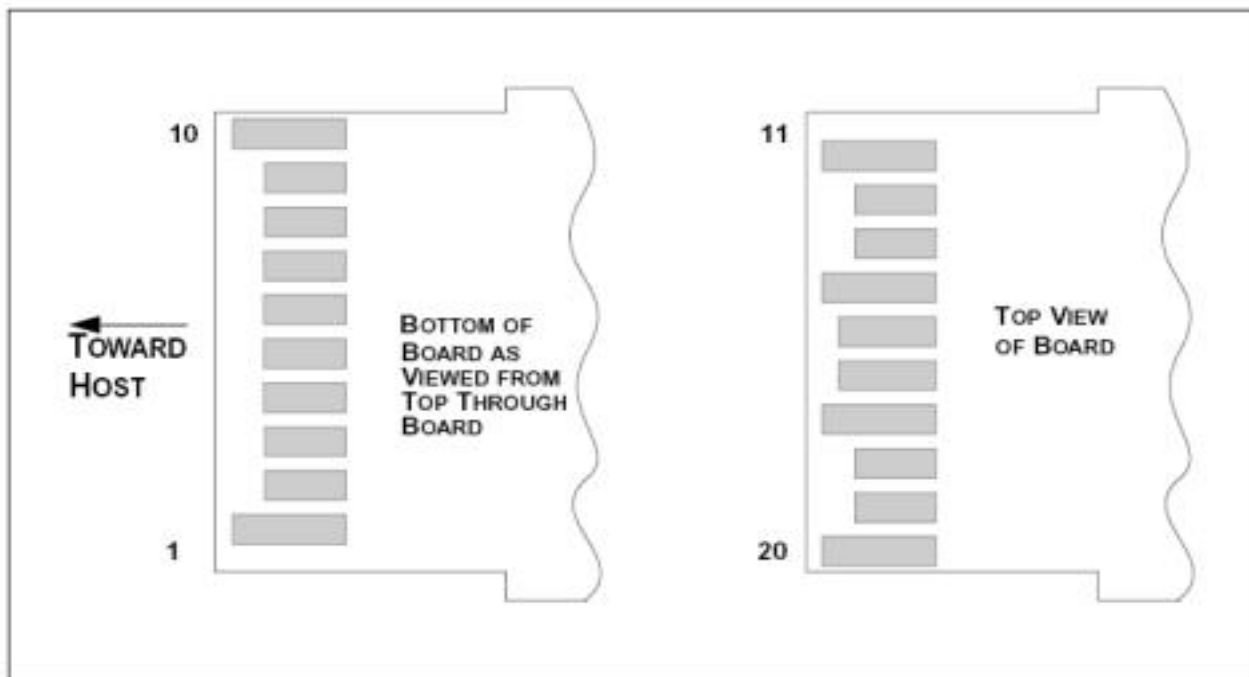 10
1
TOWARD
HOST
BOTTOM OF
BOARD AS
VIEWED FROM
TOP THROUGH
BOARD
11
20
TOP VIEW
OF BOARD